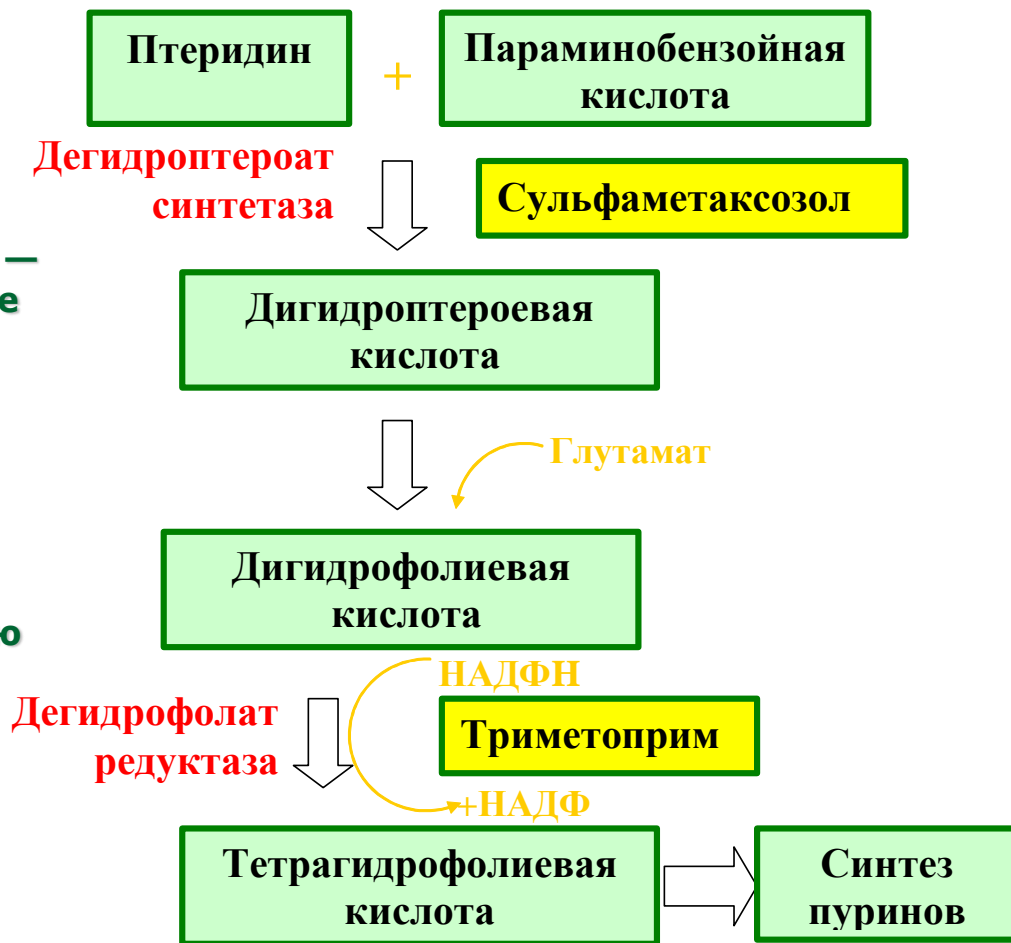 Птеридин
+
Параминобензойная
кислота
Дегидроптероат
синтетаза
Сульфаметаксозол
—
е
Дигидроптероевая
кислота
Глутамат
Дигидрофолиевая
кислота
ю
НАДФН
Дегидрофолат
редуктаза
Триметоприм
+НАДФ
Тетрагидрофолиевая
кислота
Синтез
пуринов